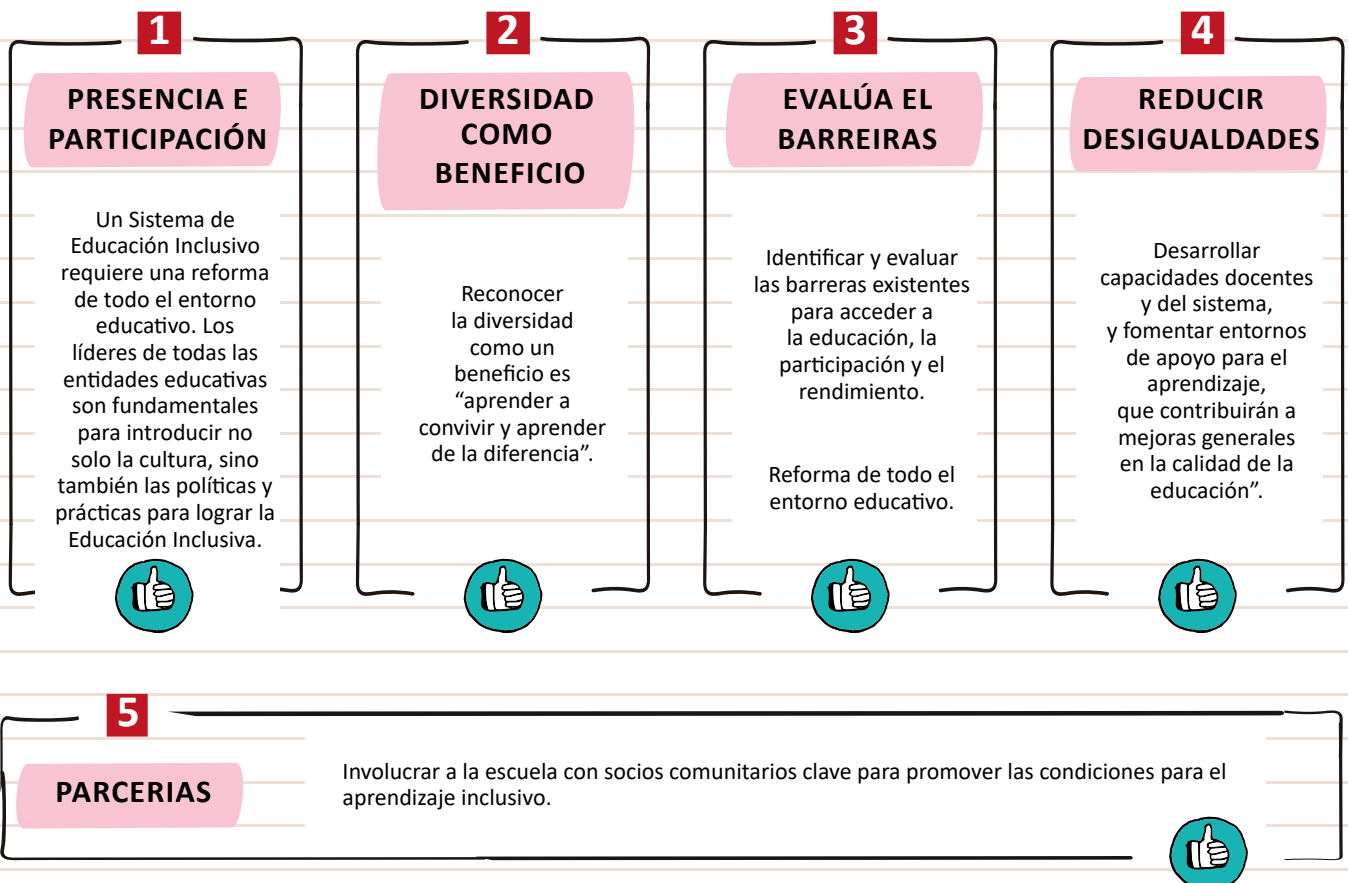 1
PRESENCIA E
PARTICIPACIÓN
Un Sistema de
Educación Inclusivo
requiere una reforma
de todo el entorno
educativo. Los
líderes de todas las
entidades educativas
son fundamentales
para introducir no
solo la cultura, sino
también las políticas y
prácticas para lograr la
Educación Inclusiva.
2
DIVERSIDAD
COMO
BENEFICIO
Reconocer
la diversidad
como un
beneficio es
“aprender a
convivir y aprender
de la diferencia”.
3
EVALÚA EL
BARREIRAS
Identificar y evaluar
las barreras existentes
para acceder a
la educación, la
participación y el
rendimiento.
Reforma de todo el
entorno educativo.
4
REDUCIR
DESIGUALDADES
Desarrollar
capacidades docentes
y del sistema,
y fomentar entornos
de apoyo para el
aprendizaje,
que contribuirán a
mejoras generales
en la calidad de la
educación”.
5
PARCERIAS
Involucrar a la escuela con socios comunitarios clave para promover las condiciones para el
aprendizaje inclusivo.